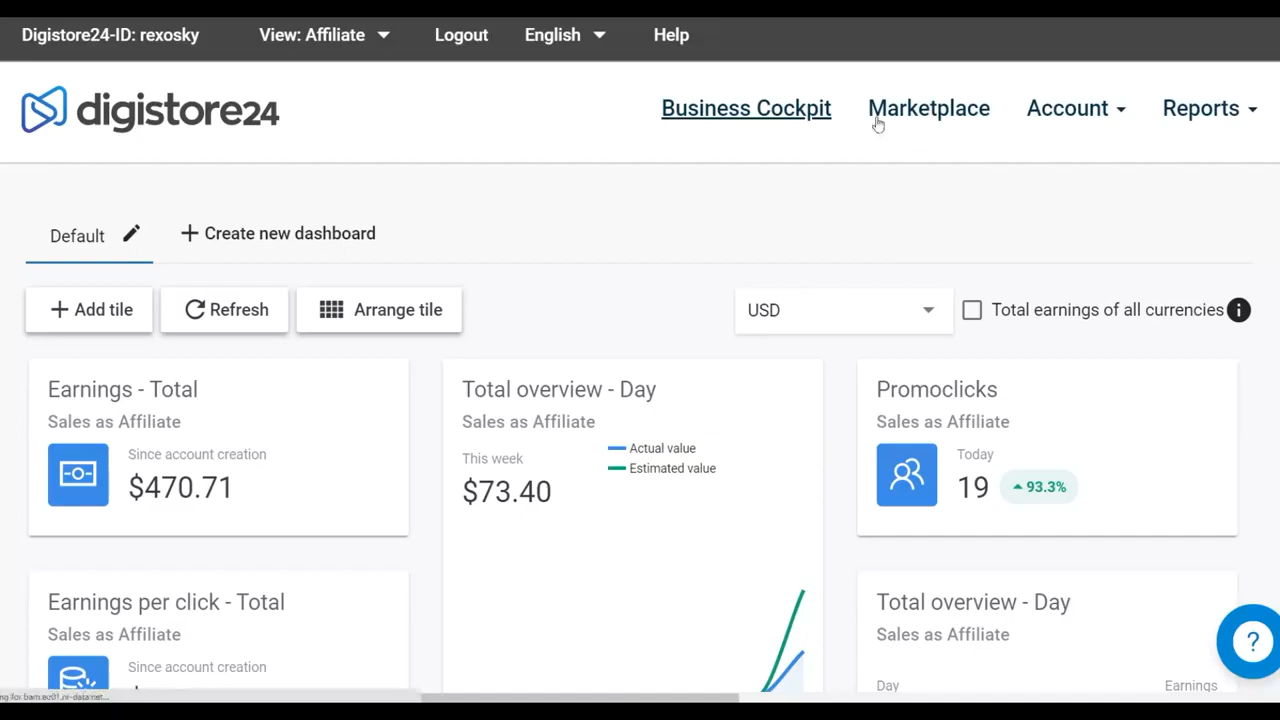 Digistore24-ID: rexosky View: Affiliate Logout English Help
digistore24 Business Cockpit Marketplace Account Reports
Default + Create new dashboard
+ Add tile Refresh Arrange tile USD Total earnings of all currencies i
Earnings - Total
Sales as Affiliate
Since account creation
$470.71
Total overview - Day
Sales as Affiliate
Actual value
This week
Estimated value
$73.40
Promoclicks
Sales as Affiliate
Today
19 93.3%
Earnings per click - Total
Sales as Affiliate
Since account creation
Total overview - Day
Sales as Affiliate
Day Earnings
?